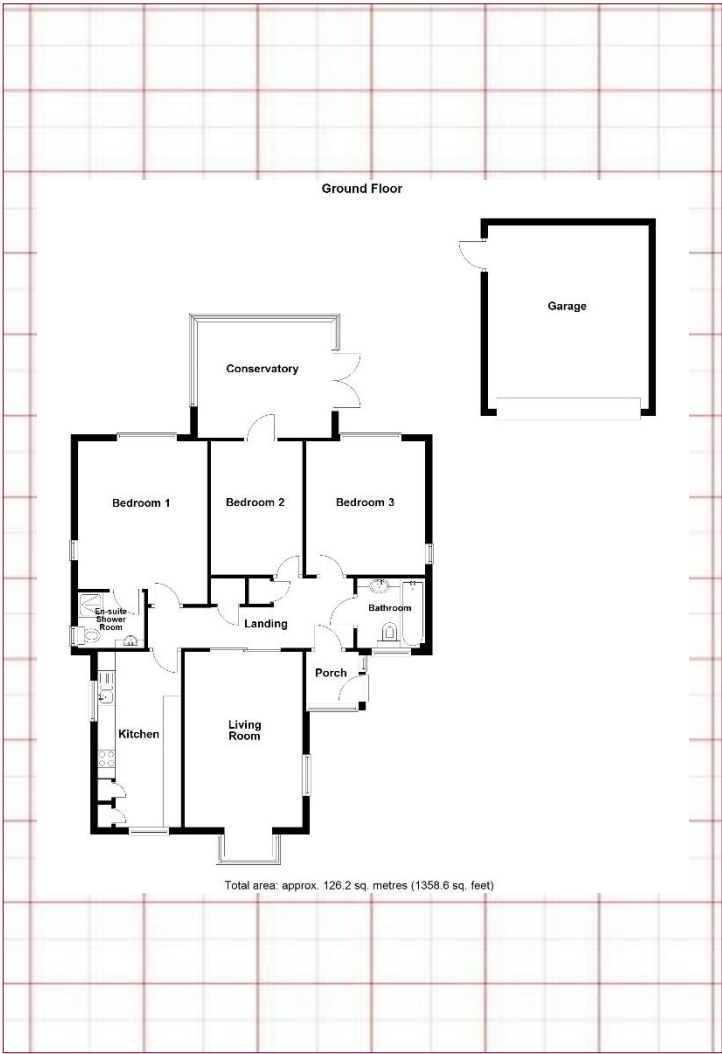 Ground Floor
Garage
Conservatory
Bedroom 1
Bedroom 2
Bedroom 3
En-suite
Shower
Room
Landing
Bathroom
Porch
Kitchen
Living
Room
Total area: approx. 126.2 sq. metres (1358.6 sq. feet)